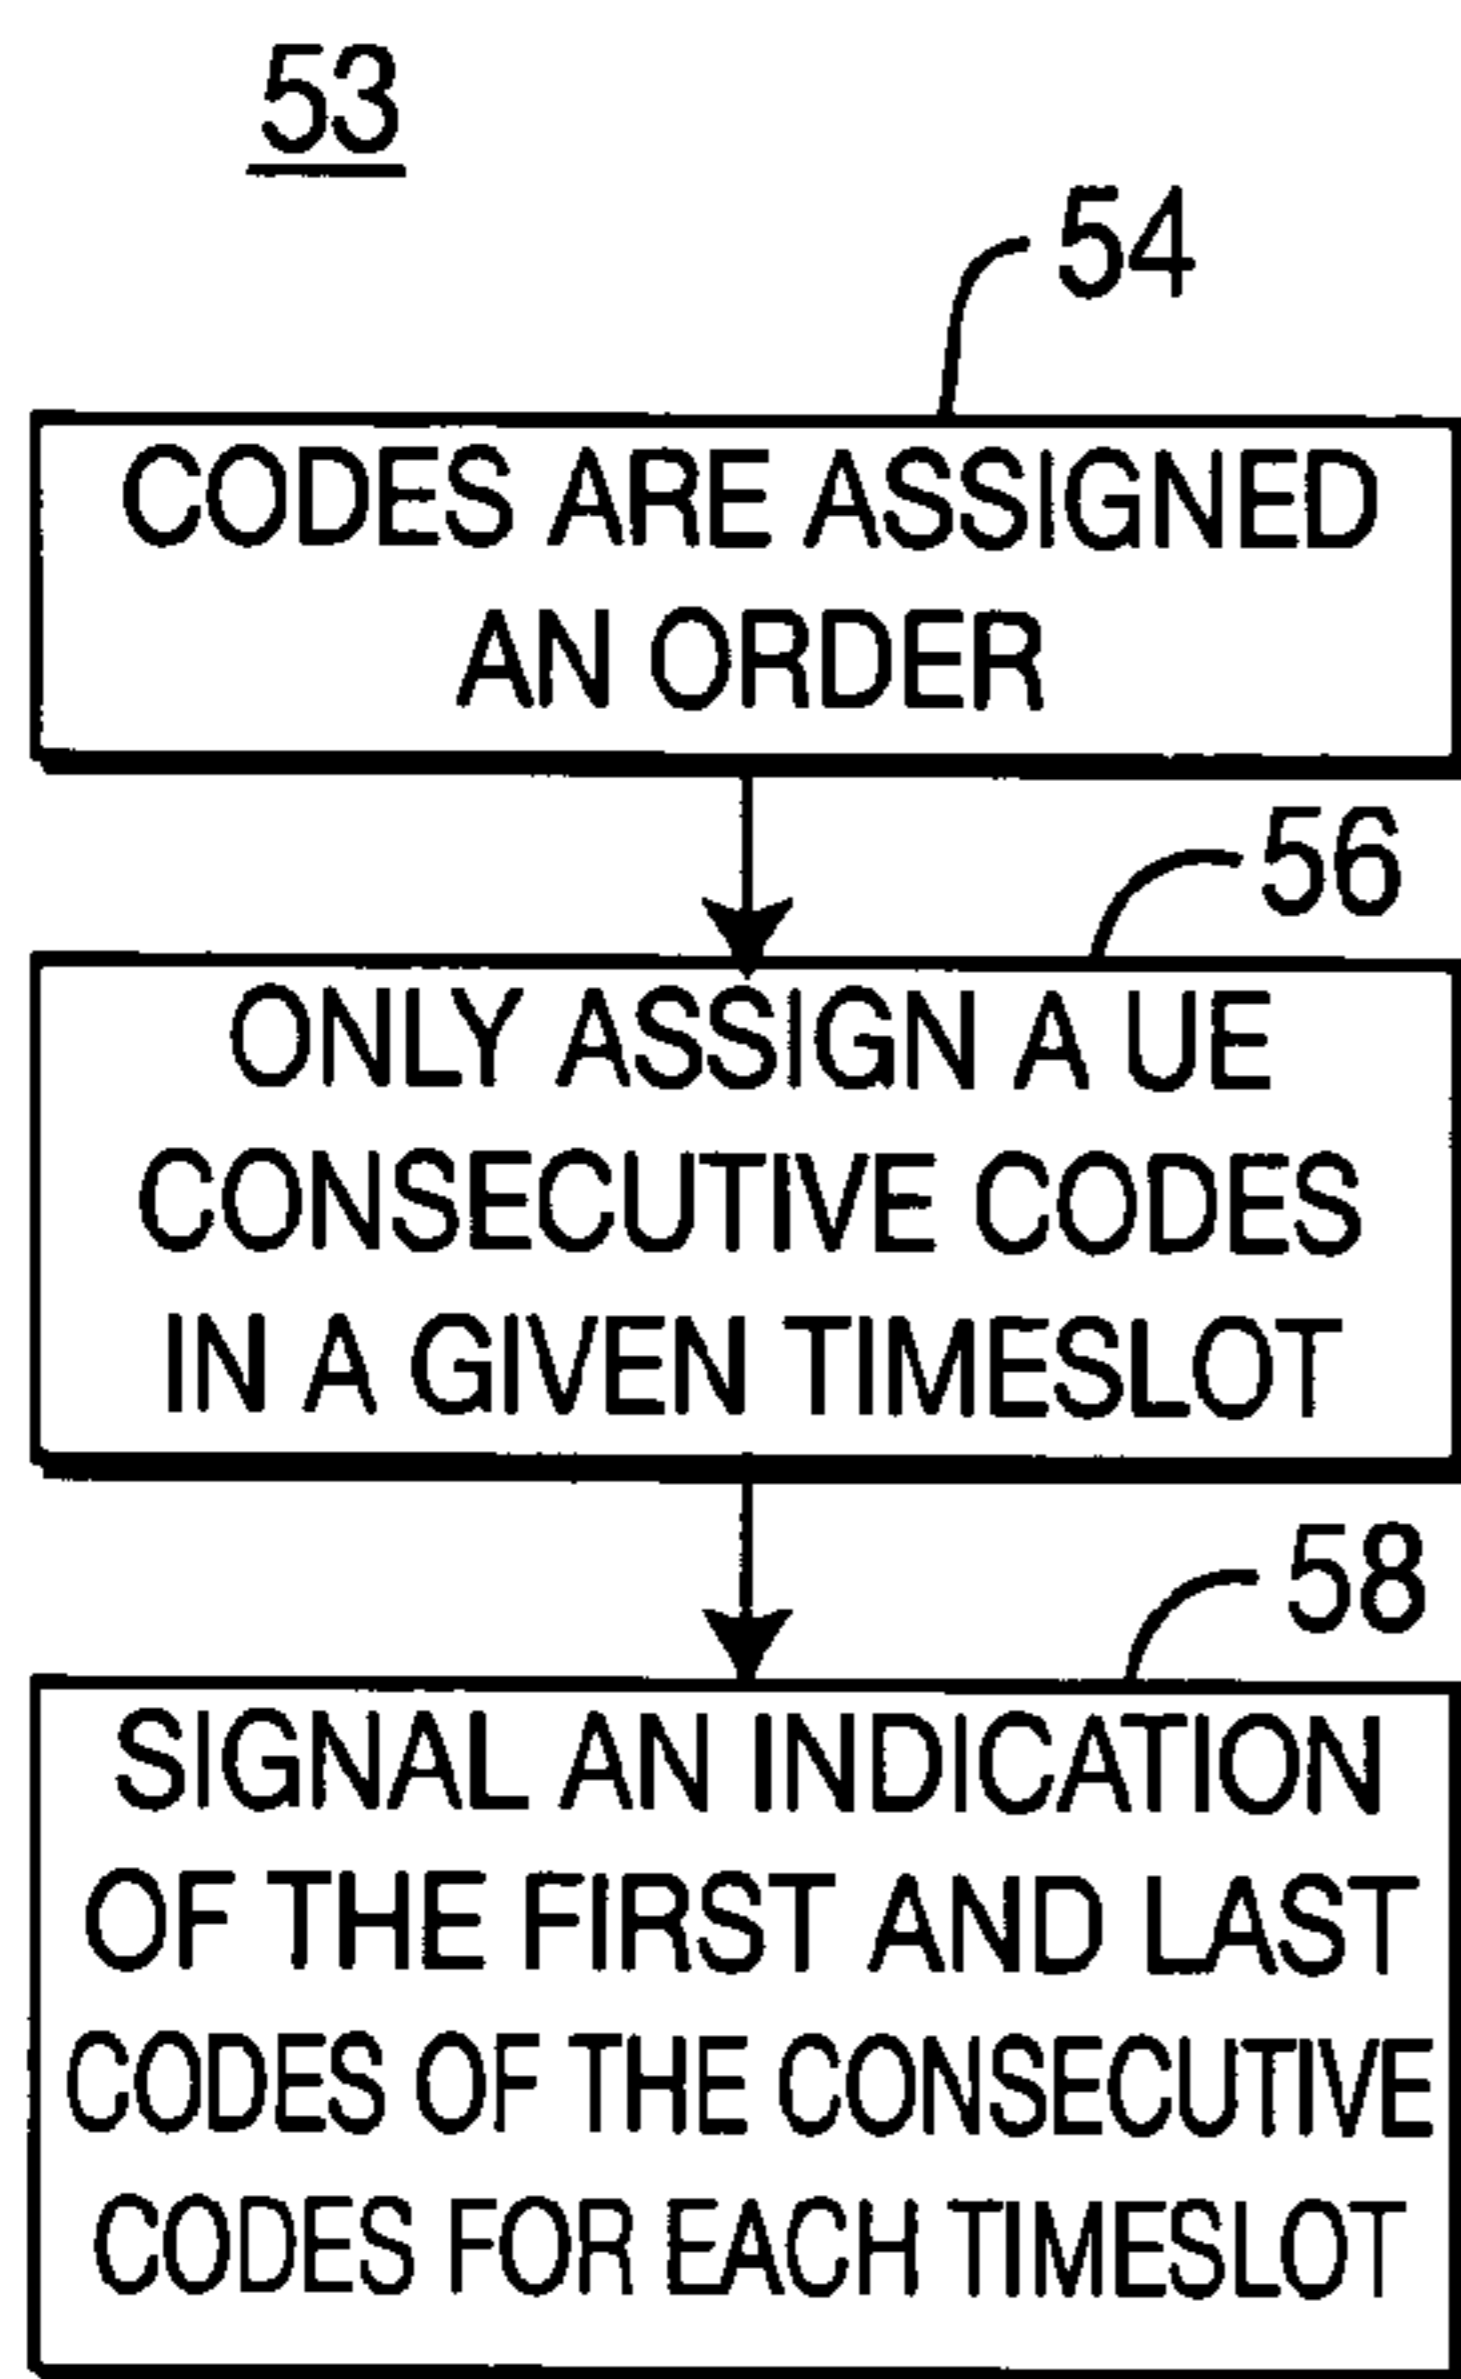 53
54
CODES ARE ASSIGNED
AN ORDER
56
ONLY ASSIGN A UE
CONSECUTIVE CODES
IN A GIVEN TIMESLOT
58
SIGNAL AN INDICATION
OF THE FIRST AND LAST
CODES OF THE CONSECUTIVE
CODES FOR EACH TIMESLOT